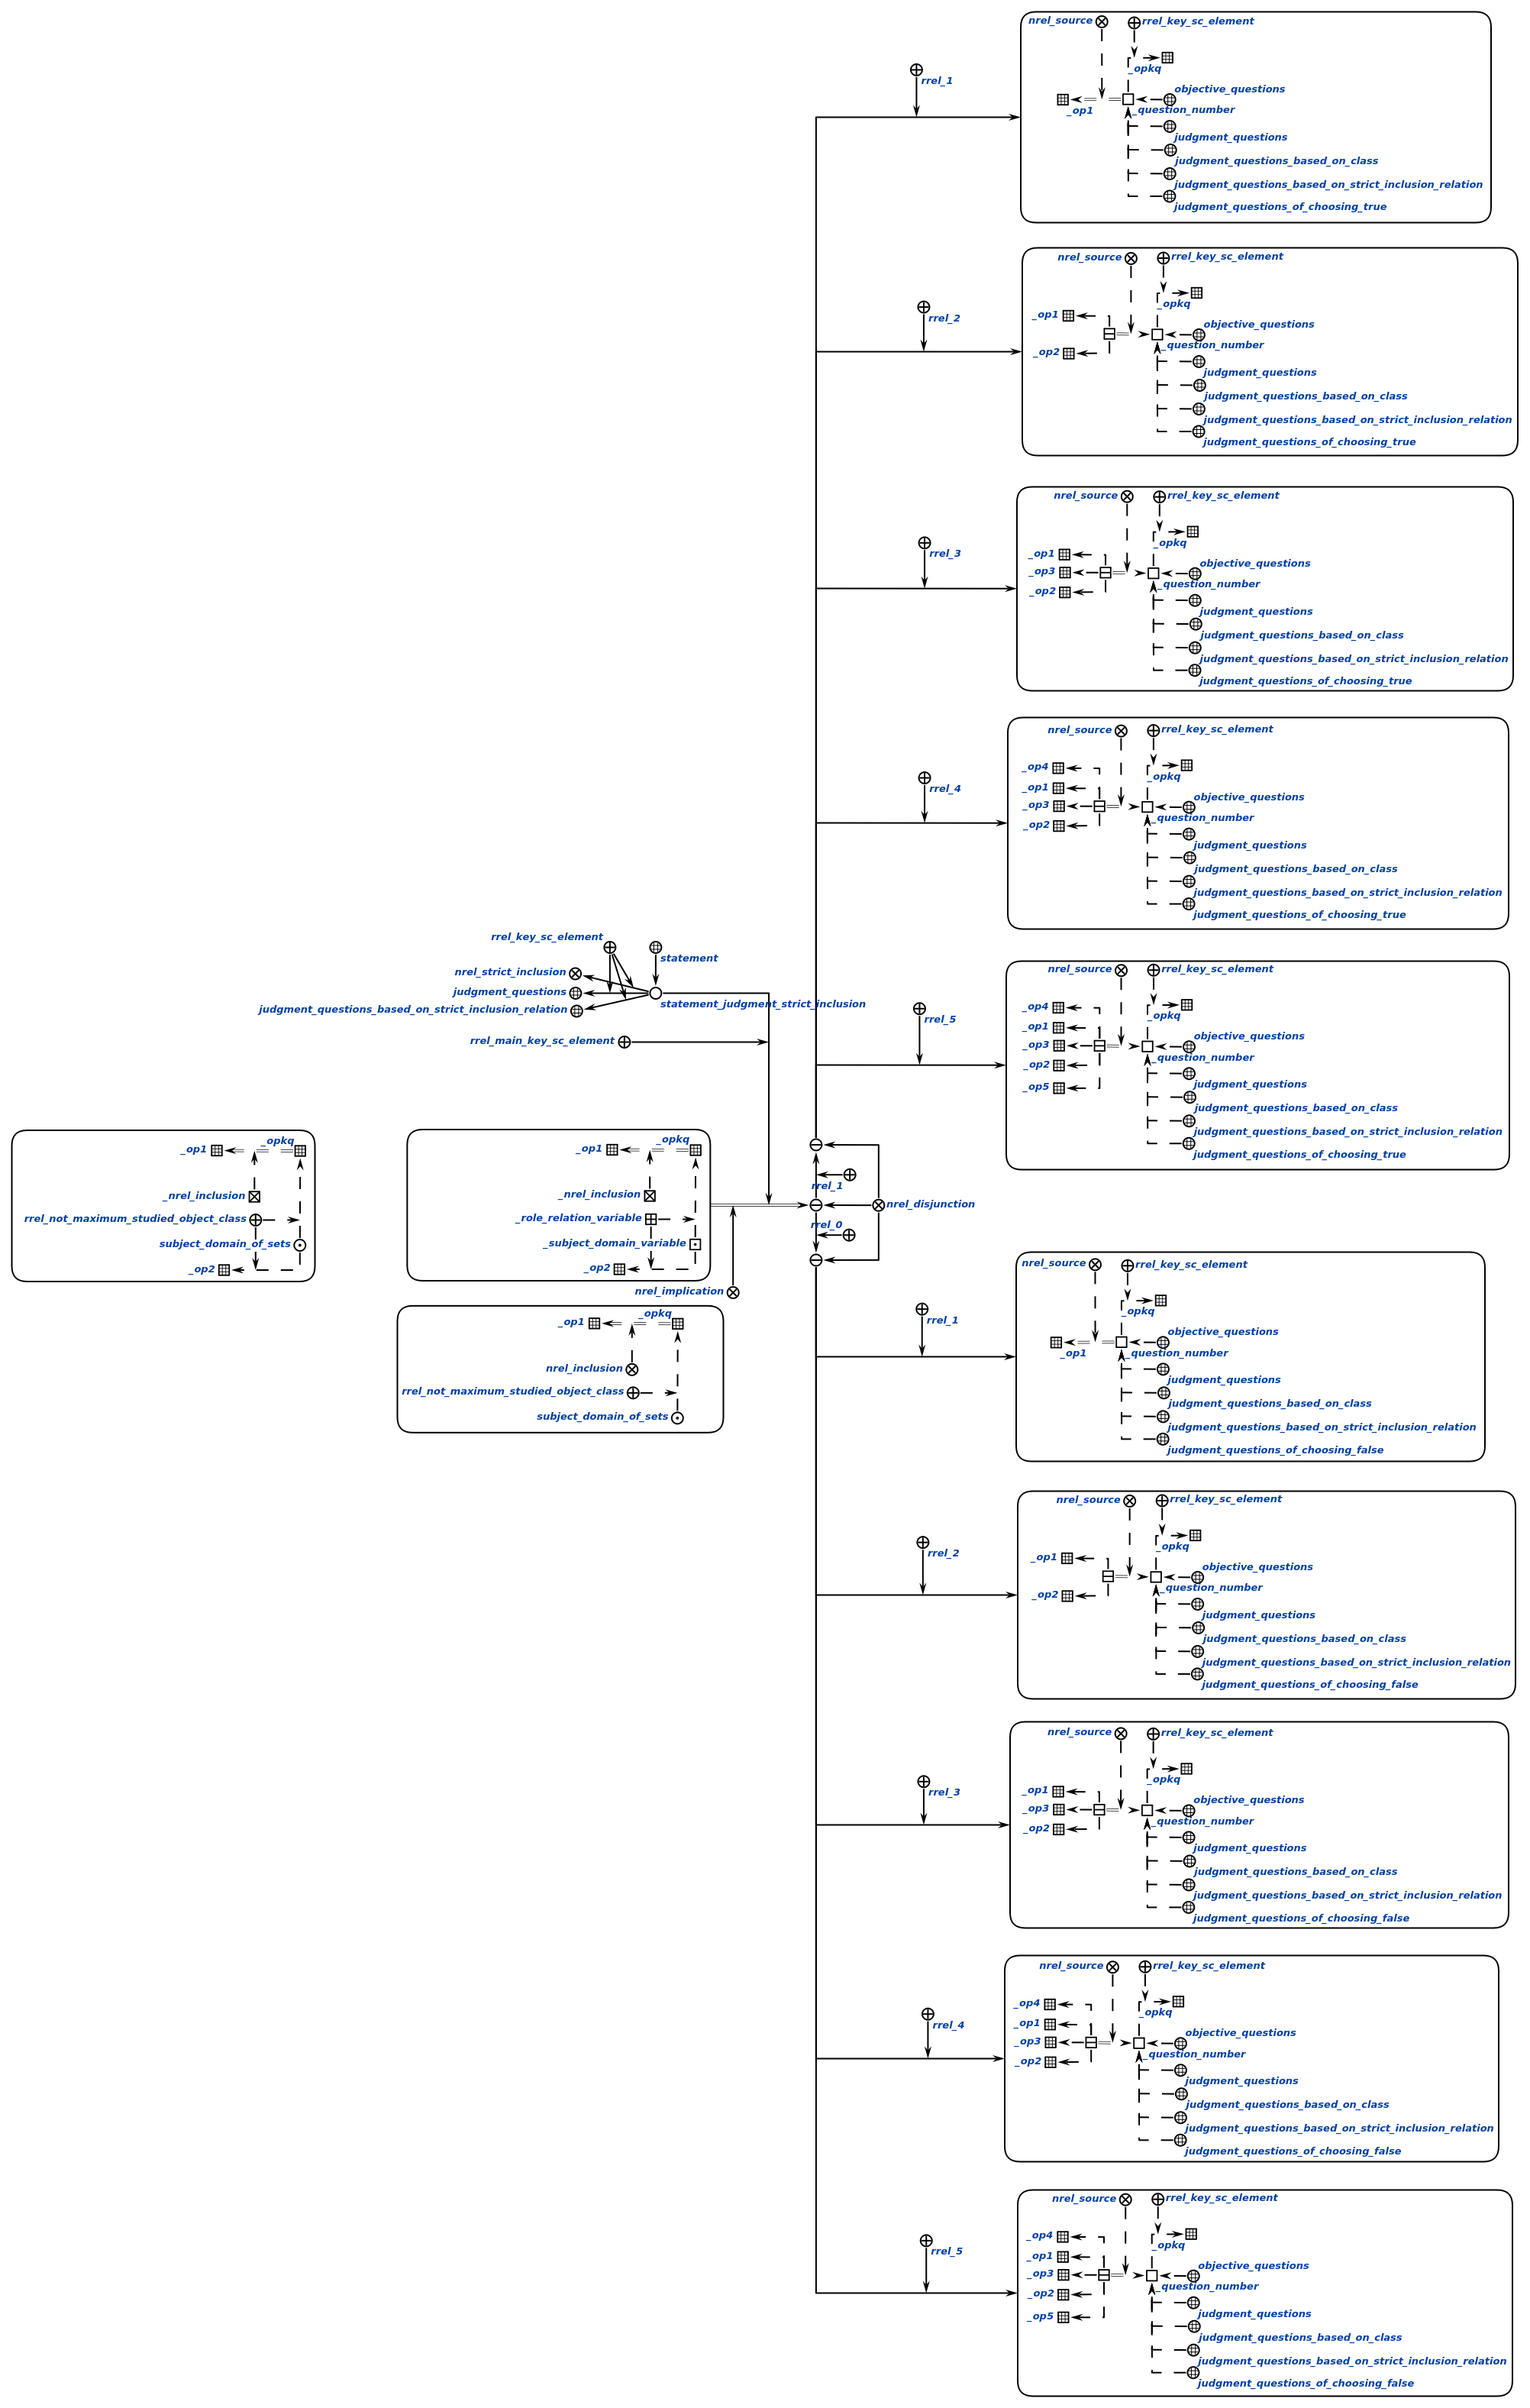 nrel_source
rrel_key_sc_element
rrel_1
_opkq
objective_questions
_op1
_question_number
judgment_questions
judgment_questions_based_on_class
judgment_questions_based_on_strict_inclusion_relation
judgment_questions_of_choosing_true
nrel_source
rrel_key_sc_element
rrel_2
_opkq
_op1
objective_questions
_question_number
_op2
judgment_questions
judgment_questions_based_on_class
judgment_questions_based_on_strict_inclusion_relation
judgment_questions_of_choosing_true
nrel_source
rrel_key_sc_element
rrel_3
_opkq
_op1
objective_questions
_op3
_question_number
_op2
judgment_questions
judgment_questions_based_on_class
judgment_questions_based_on_strict_inclusion_relation
judgment_questions_of_choosing_true
nrel_source
rrel_key_sc_element
rrel_4
_op4
_opkq
_op1
objective_questions
_op3
_question_number
_op2
judgment_questions
judgment_questions_based_on_class
judgment_questions_based_on_strict_inclusion_relation
judgment_questions_of_choosing_true
rrel_key_sc_element
statement
nrel_strict_inclusion
judgment_questions
statement_judgment_strict_inclusion
judgment_questions_based_on_strict_inclusion_relation
rrel_main_key_sc_element
nrel_source
rrel_key_sc_element
rrel_5
_op4
_opkq
_op1
objective_questions
_op3
_question_number
_op2
judgment_questions
_op5
judgment_questions_based_on_class
judgment_questions_based_on_strict_inclusion_relation
judgment_questions_of_choosing_true
_opkq
_op1
_nrel_inclusion
rrel_not_maximum_studied_object_class
subject_domain_of_sets
_op2
_opkq
_op1
_nrel_inclusion
_role_relation_variable
_subject_domain_variable
_op2
rrel_1
nrel_disjunction
rrel_0
nrel_implication
_opkq
_op1
nrel_inclusion
rrel_not_maximum_studied_object_class
subject_domain_of_sets
nrel_source
rrel_key_sc_element
rrel_1
_opkq
objective_questions
_op1
_question_number
judgment_questions
judgment_questions_based_on_class
judgment_questions_based_on_strict_inclusion_relation
judgment_questions_of_choosing_false
nrel_source
rrel_key_sc_element
rrel_2
_opkq
_op1
objective_questions
_question_number
_op2
judgment_questions
judgment_questions_based_on_class
judgment_questions_based_on_strict_inclusion_relation
judgment_questions_of_choosing_false
nrel_source
rrel_key_sc_element
rrel_3
_opkq
_op1
objective_questions
_op3
_question_number
_op2
judgment_questions
judgment_questions_based_on_class
judgment_questions_based_on_strict_inclusion_relation
judgment_questions_of_choosing_false
nrel_source
rrel_key_sc_element
rrel_4
_op4
_opkq
_op1
objective_questions
_op3
_question_number
_op2
judgment_questions
judgment_questions_based_on_class
judgment_questions_based_on_strict_inclusion_relation
judgment_questions_of_choosing_false
nrel_source
rrel_key_sc_element
rrel_5
_op4
_opkq
_op1
objective_questions
_op3
_question_number
_op2
judgment_questions
_op5
judgment_questions_based_on_class
judgment_questions_based_on_strict_inclusion_relation
judgment_questions_of_choosing_false